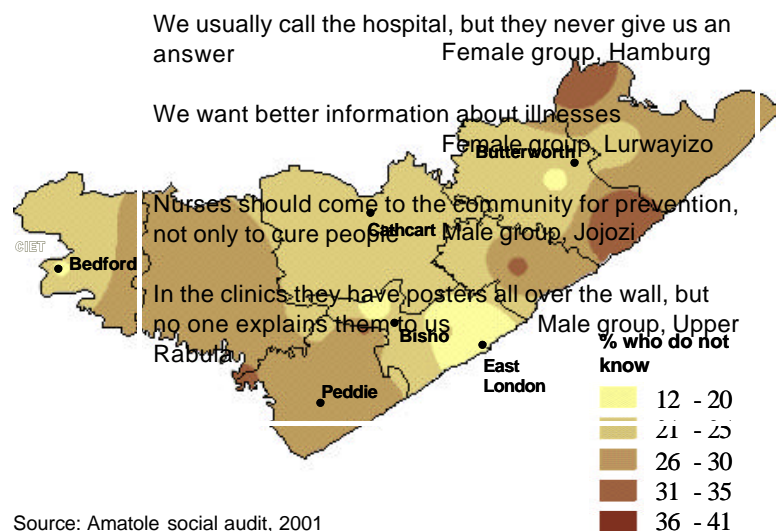 We usually call the hospital, but they never give us an
answer Female group, Hamburg
We want better information about illnesses
Female group, Lurwayizo
Butterworth
Nurses should come to the community for prevention,
not only to cure people Male group, Jojozi
Cathcart
CIET
Bedford
In the clinics they have posters all over the wall, but
no one explains them to us Male group, Upper
Rabula
Bisho
East
London
Peddie
% who do not
know
12 - 20
21 - 25
26 - 30
31 - 35
36 - 41
Source: Amatole social audit, 2001